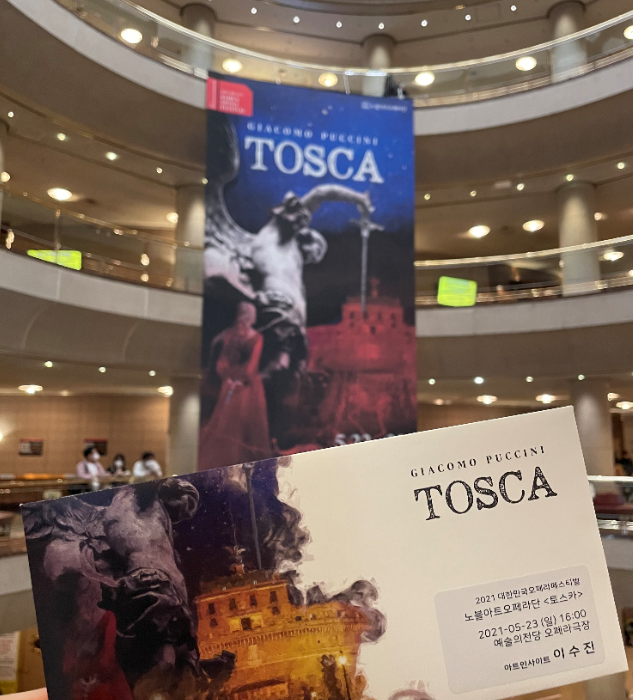 GIACOMO PUCCINI
TOSCA
GIACOMO PUCCINI
TOSCA
2021 대한민국오페라페스티벌
노블아트오페라단 <토스카>
2021-05-23 (일) 16:00
예술의전당 오페라극장
아트인사이트 이수진